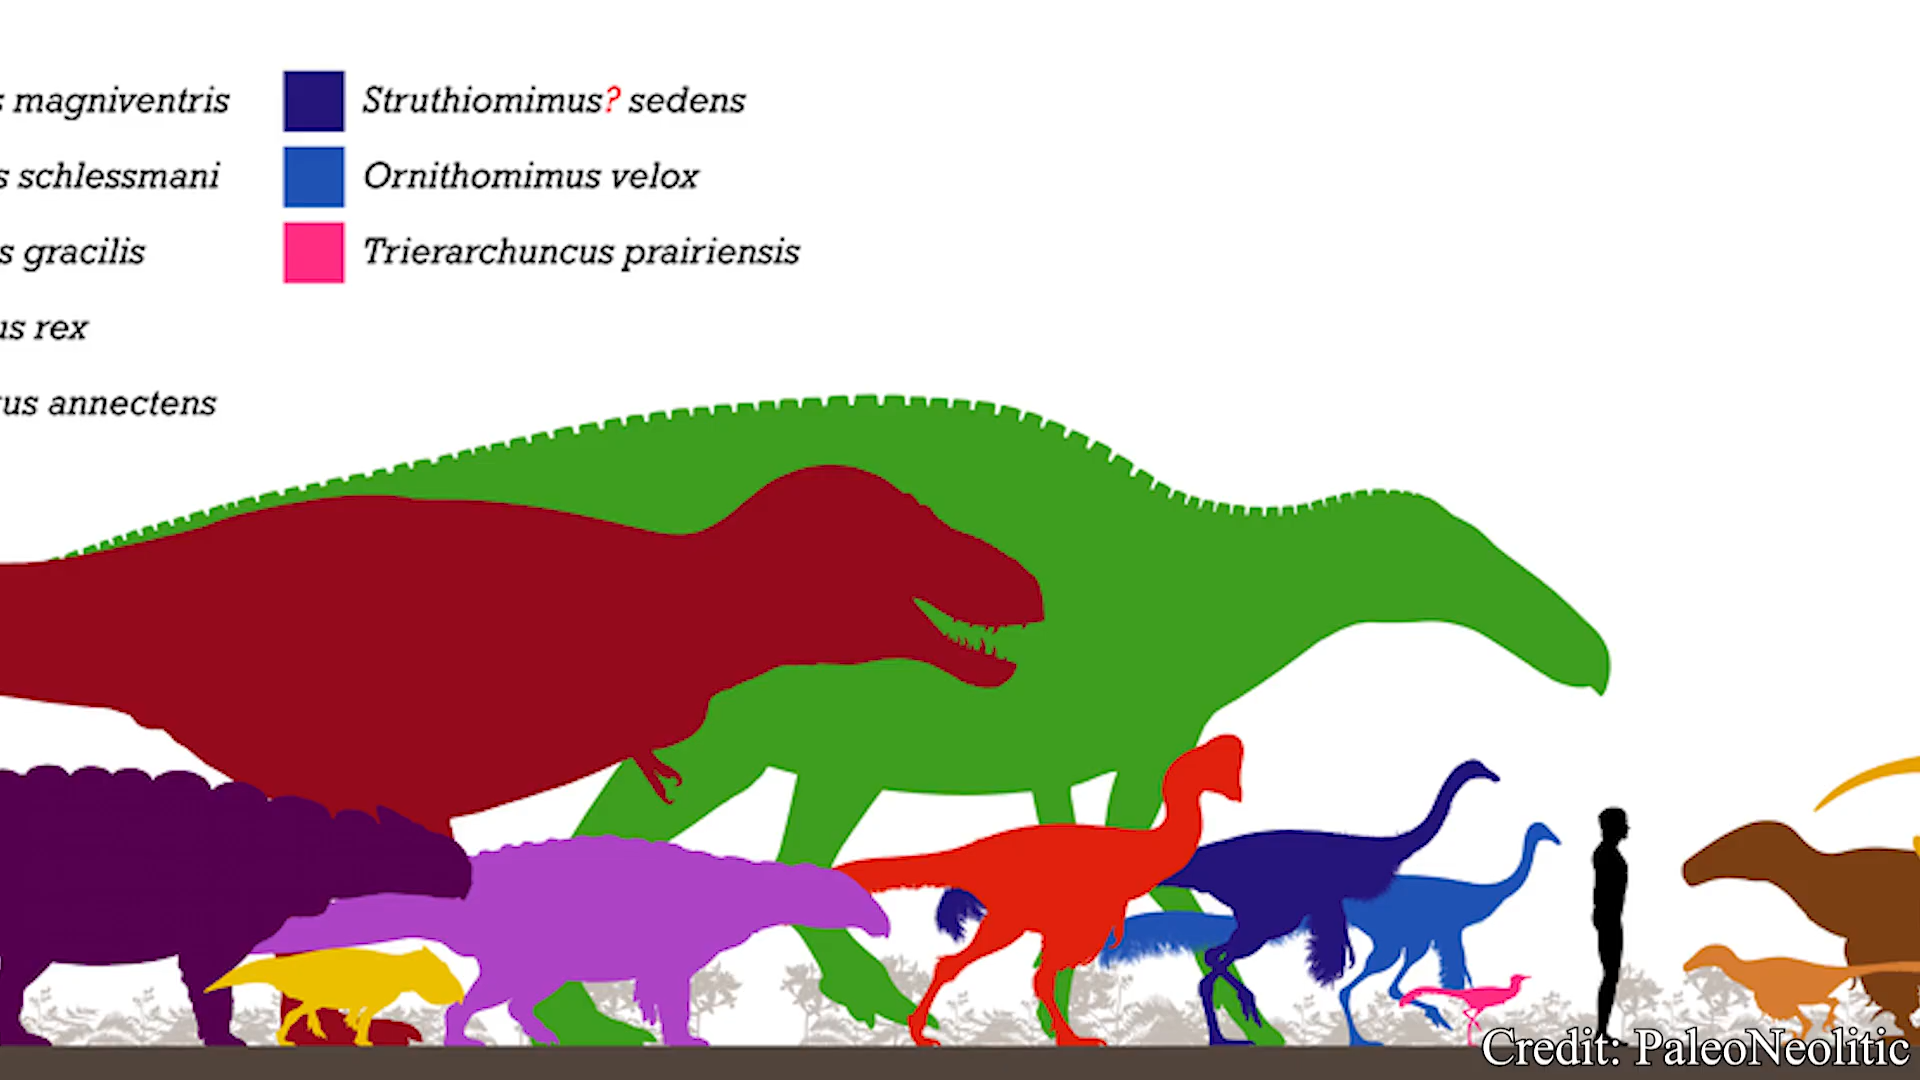 magniventris
schlessmani
gracilis
rex
annectens
Struthiomimus? sedens
Ornithomimus velox
Trierarchuncus prairiensis
Credit: PaleoNeolitic